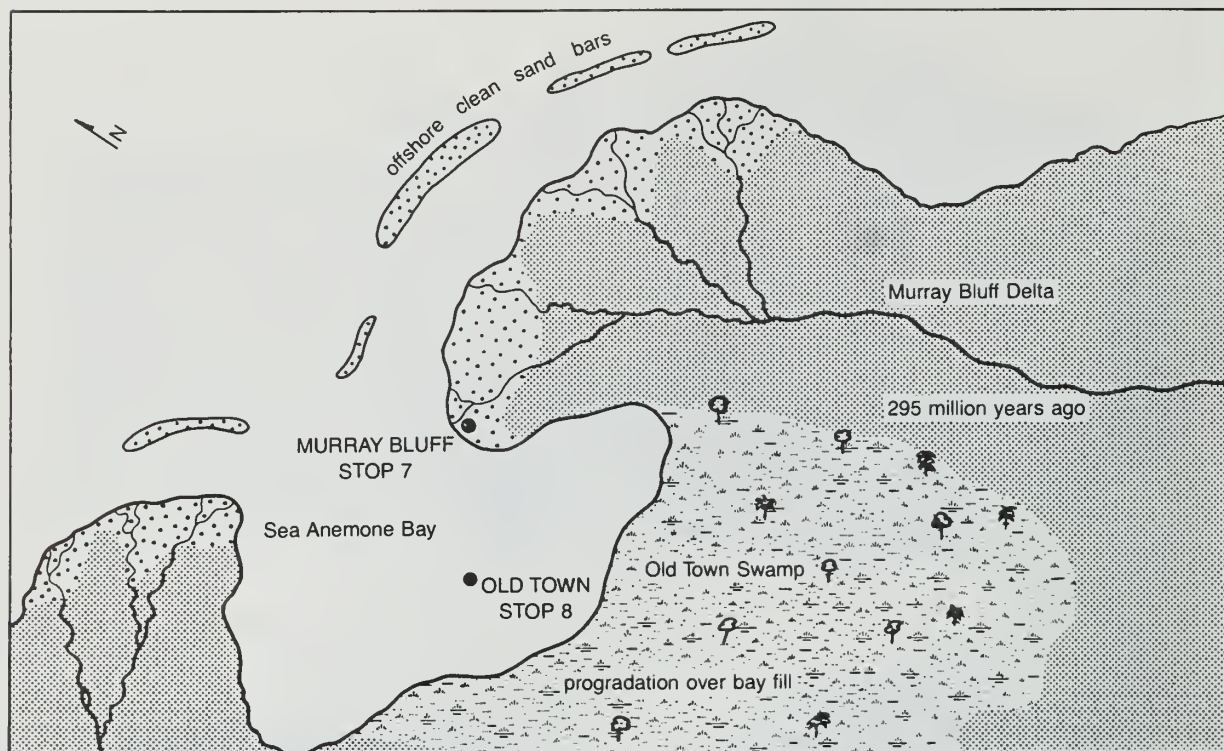 offshore clean sand bars
N
Murray Bluff Delta
295 million years ago
MURRAY BLUFF
STOP 7
Sea Anemone Bay
Old Town Swamp
OLD TOWN
STOP 8
progradation over bay fill